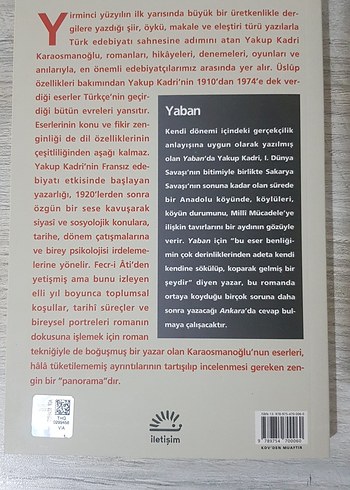 Yirminci yüzyılın ilk yarısında büyük bir üretkenlikle der-
gilere yazdığı şiir, öykü, makale ve eleştiri türü yazılarla
Türk edebiyatı sahnesine adımını atan Yakup Kadri
Karaosmanoğlu, romanları, hikâyeleri, denemeleri, oyunları ve
anılarıyla, en önemli edebiyatçılarımız arasında yer alır. Üslûp
özellikleri bakımından Yakup Kadri'nin 1910'dan 1974'e dek ver-
diği eserler Türkçe'nin geçir-
diği bütün evreleri yansıtır.
Eserlerinin konu ve fikir zen-
ginliği de dil özelliklerinin
çeşitliliğinden aşağı kalmaz.
Yakup Kadri'nin Fransız ede-
biyatı etkisinde başlayan
yazarlığı, 1920'lerden sonra
özgün bir sese kavuşarak
siyasî ve sosyolojik konulara,
tarihe, dönem çatışmalarına
ve birey psikolojisi irdeleme-
lerine yönelir. Fecr-i Âti'den
yetişmiş ama bunu izleyen
elli yıl boyunca toplumsal
koşullar, tarihî süreçler ve
bireysel portreleri romanın
dokusuna işlemek için roman
tekniğiyle de boğuşmuş bir yazar olan Karaosmanoğlu'nun eserleri,
hâlâ tüketilememiş ayrıntılarının tartışılıp incelenmesi gereken zen-
gin bir "panorama"dır.
Yaban
Kendi dönemi içindeki gerçekçilik
anlayışına uygun olarak yazılmış
olan Yaban'da Yakup Kadri, I. Dünya
Savaşı'nın bitimiyle birlikte Sakarya
Savaşı'nın sonuna kadar olan sürede
bir Anadolu köyünde, köylüleri,
köyün durumunu, Millî Mücadele'ye
ilişkin tavırlarını bir aydının gözüyle
verir. Yaban için "bu eser benliği-
min çok derinliklerinden adeta kendi
kendine sökülüp, koparak gelmiş bir
şeydir" diyen yazar, bu romanda
ortaya koyduğu birçok soruna daha
sonra yazacağı Ankara'da cevap bul-
maya çalışacaktır.
iletişim
9 789754 700060
KDV'DEN MUAFTIR